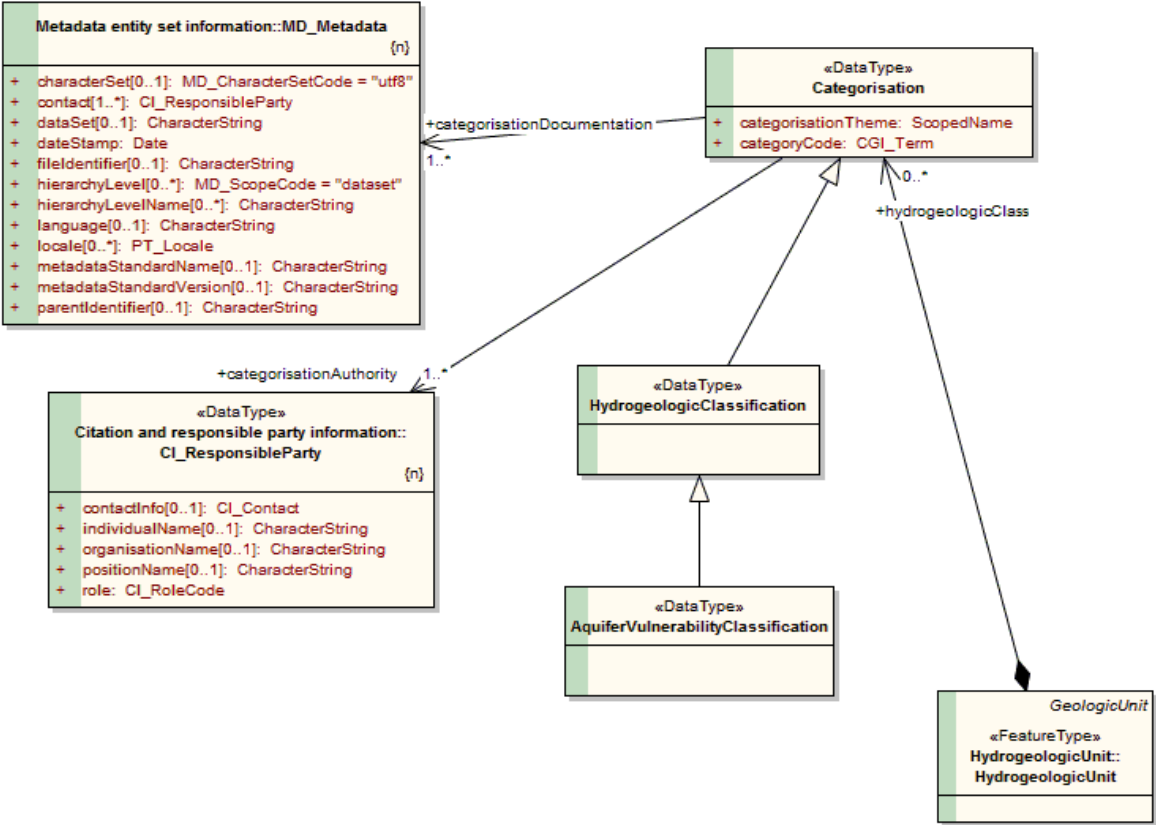 Metadata entity set information::MD_Metadata
{n}
+ characterSet[0..1]: MD_CharacterSetCode = "utf8"
+ contact[1..*]: CI_ResponsibleParty
+ dataSet[0..1]: CharacterString
+ dateStamp: Date
+ fileIdentifier[0..1]: CharacterString
+ hierarchyLevel[0..*]: MD_ScopeCode = "dataset"
+ hierarchyLevelName[0..*]: CharacterString
+ language[0..1]: CharacterString
+ locale[0..*]: PT_Locale
+ metadataStandardName[0..1]: CharacterString
+ metadataStandardVersion[0..1]: CharacterString
+ parentIdentifier[0..1]: CharacterString
+categorisationDocumentation
1..*
«DataType»
Categorisation
+ categorisationTheme: ScopedName
+ categoryCode: CGI_Term
0..*
+hydrogeologicClass
+categorisationAuthority
1..*
«DataType»
Citation and responsible party information::
CI_ResponsibleParty
{n}
+ contactInfo[0..1]: CI_Contact
+ individualName[0..1]: CharacterString
+ organisationName[0..1]: CharacterString
+ positionName[0..1]: CharacterString
+ role: CI_RoleCode
«DataType»
HydrogeologicClassification
«DataType»
AquiferVulnerabilityClassification
GeologicUnit
«FeatureType»
HydrogeologicUnit::
HydrogeologicUnit